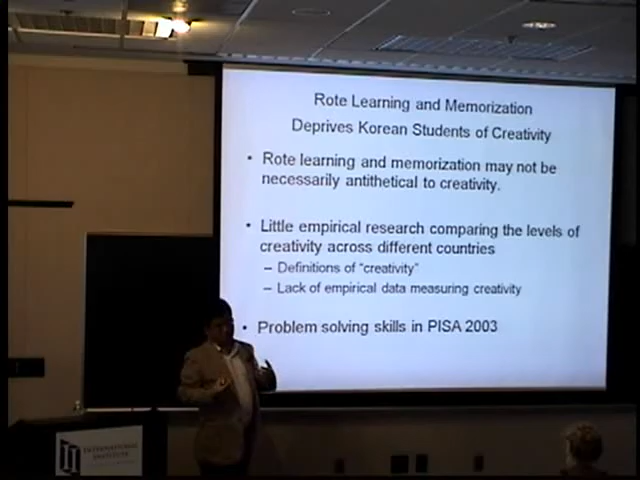 Rote Learning and Memorization
Deprives Korean Students of Creativity
• Rote learning and memorization may not be
necessarily antithetical to creativity.
• Little empirical research comparing the levels of
creativity across different countries
– Definitions of “creativity”
– Lack of empirical data measuring creativity
• Problem solving skills in PISA 2003
INTERNATIONAL
INSTITUTE